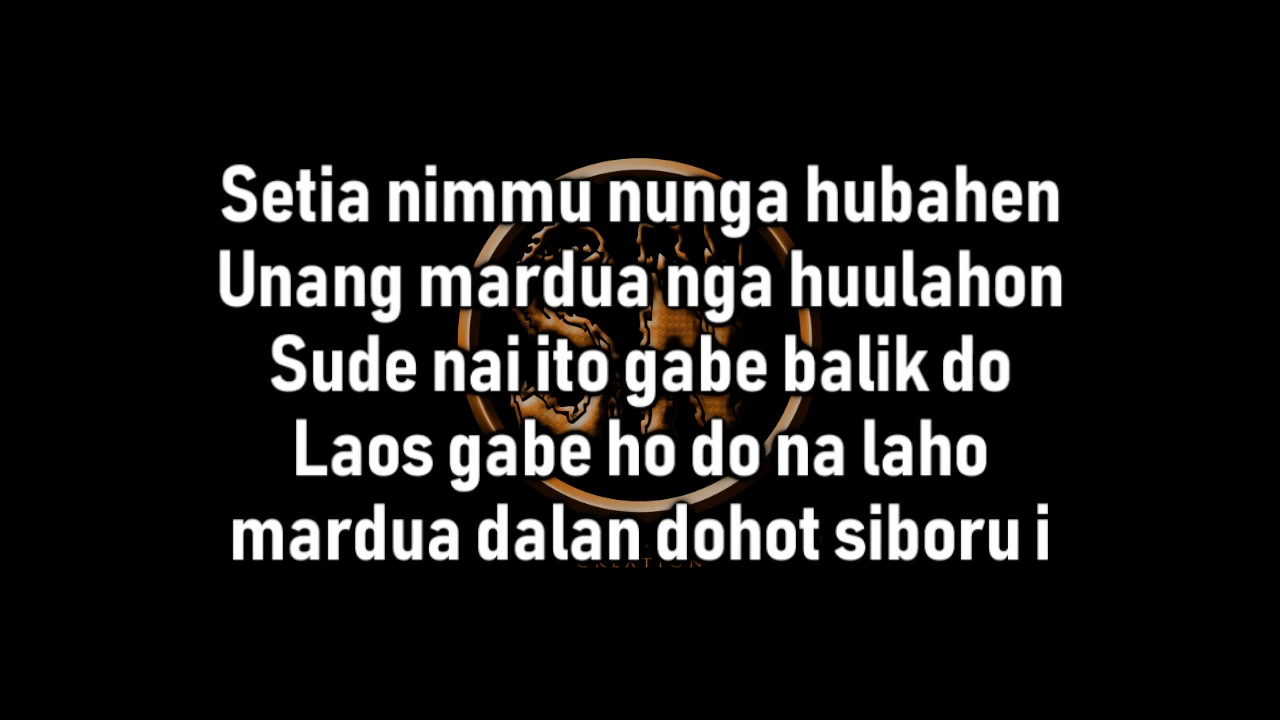 Setia nimmu nunga hubahen
Unang mardua nga huulahon
Sude nai ito gabe balik do
Laos gabe ho do na laho
mardua dalan dohot siboru i
CREATION